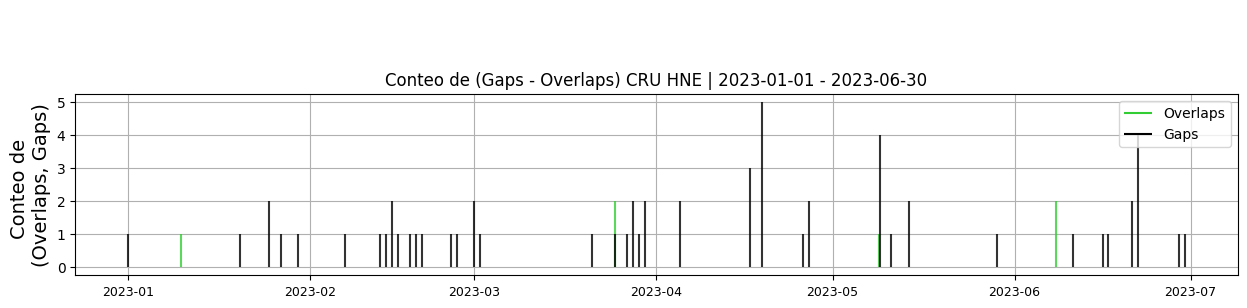 Conteo de (Gaps - Overlaps) CRU HNE | 2023-01-01 - 2023-06-30
Conteo de
(Overlaps, Gaps)
5
4
3
2
1
0
Overlaps
Gaps
2023-01
2023-02
2023-03
2023-04
2023-05
2023-06
2023-07